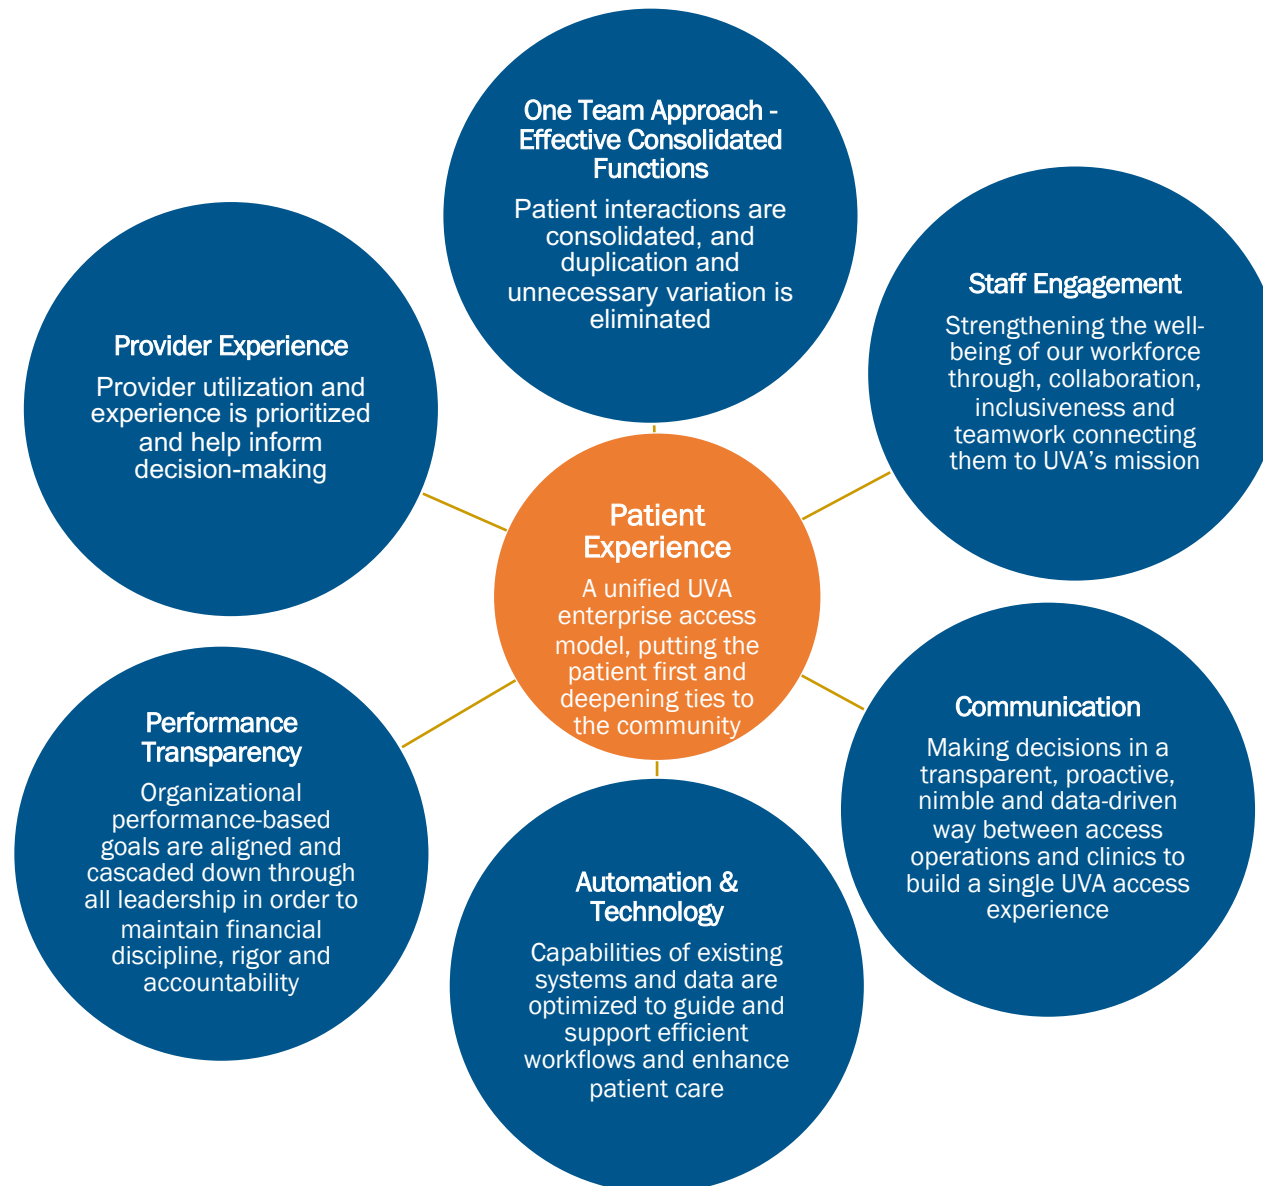 One Team Approach -
Effective Consolidated
Functions
Patient interactions are
consolidated, and
duplication and
unnecessary variation is
eliminated
Staff Engagement
Strengthening the well-
being of our workforce
through, collaboration,
inclusiveness and
teamwork connecting
them to UVA's mission
Provider Experience
Provider utilization and
experience is prioritized
and help inform
decision-making
Patient
Experience
A unified UVA
enterprise access
model, putting the
patient first and
deepening ties to
the community
Performance
Transparency
Organizational
performance-based
goals are aligned and
cascaded down through
all leadership in order to
maintain financial
discipline, rigor and
accountability
Communication
Making decisions in a
transparent, proactive,
nimble and data-driven
way between access
operations and clinics to
build a single UVA access
experience
Automation &
Technology
Capabilities of existing
systems and data are
optimized to guide and
support efficient
workflows and enhance
patient care